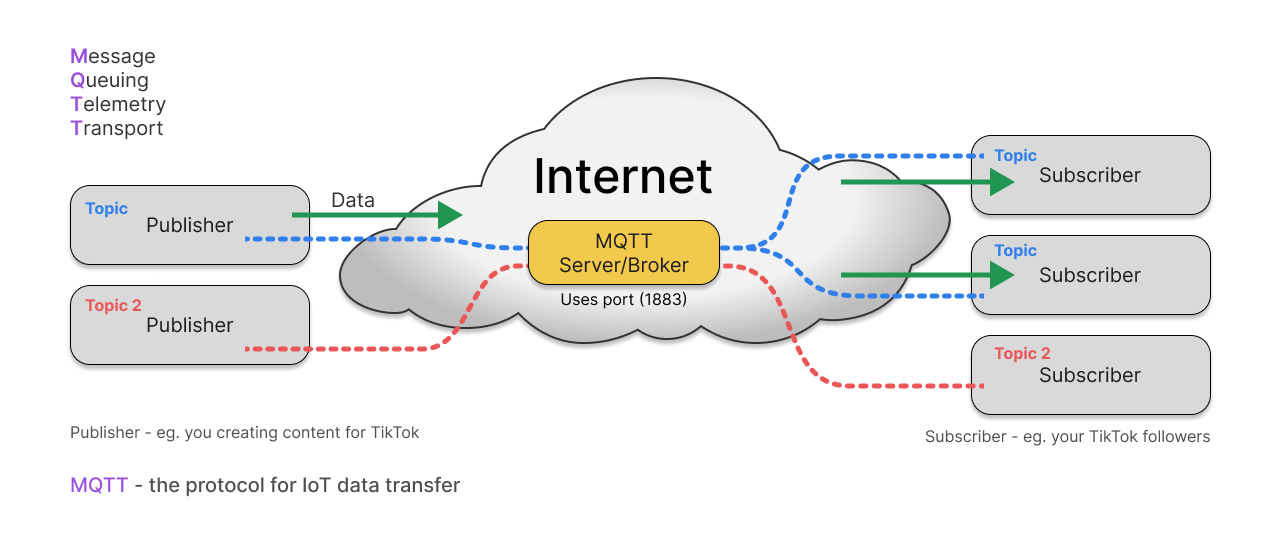 Message
Queuing
Telemetry
Transport
Topic
Publisher
Data
Topic 2
Publisher
Internet
MQTT
Server/Broker
Uses port (1883)
Topic
Subscriber
Topic
Subscriber
Topic 2
Subscriber
Publisher - eg. you creating content for TikTok
Subscriber - eg. your TikTok followers
MQTT - the protocol for IoT data transfer